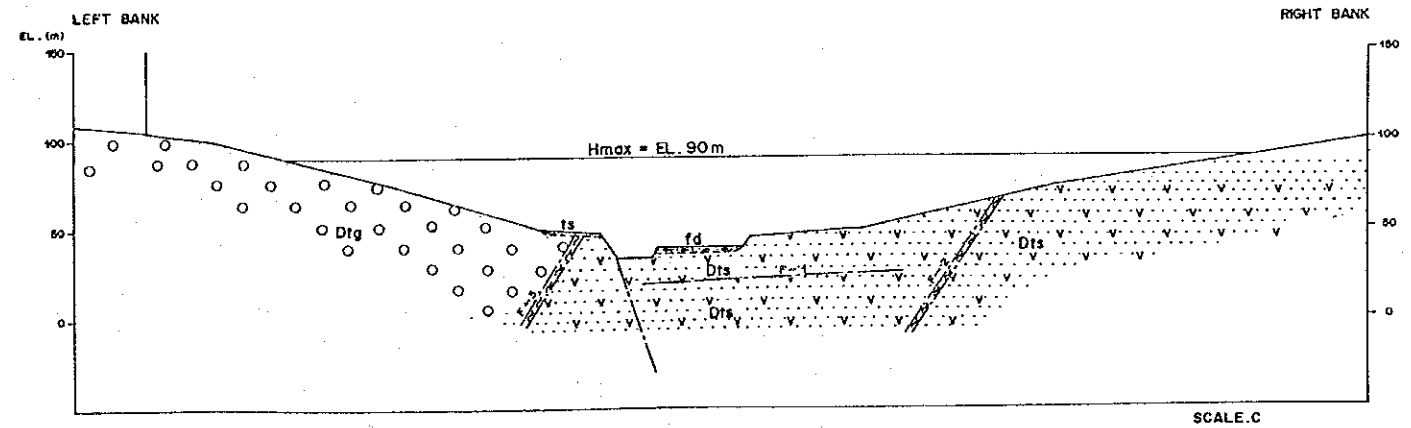 LEFT BANK
RIGHT BANK
EL. (m)
150
150
100
100
Hmax = EL. 90 m
50
ts
fd
50
Dtg
Dts
F-1
Dts
Dts
0
0
SCALE.C